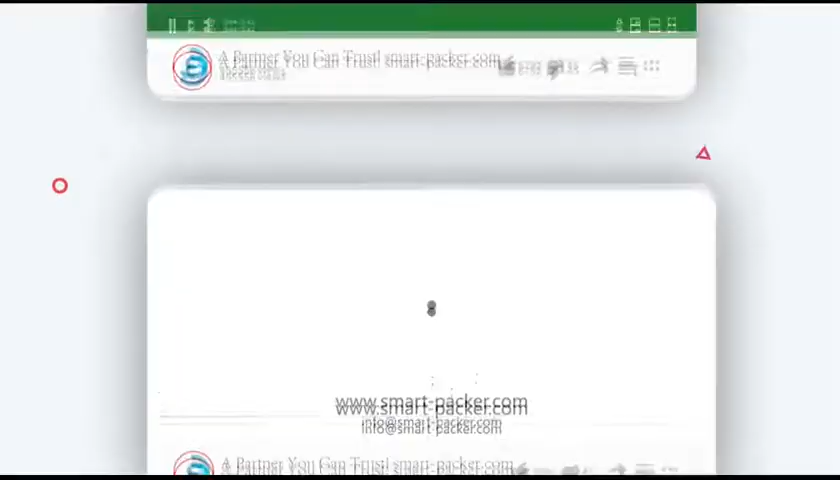 A Partner You Can Trust! smart-packer.com
www.smart-packer.com
info@smart-packer.com
A Partner You Can Trust! smart-packer.com